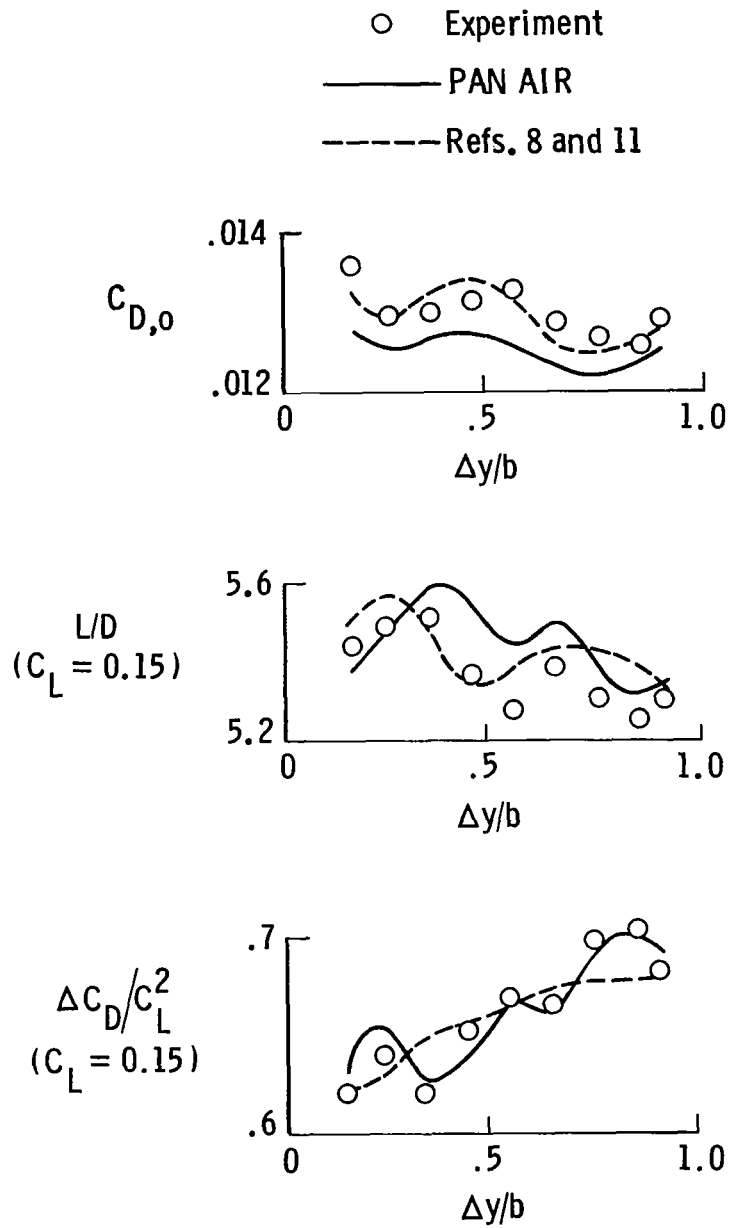 Experiment
PAN AIR
Refs. 8 and 11
.014
C_D,o
.012
0 .5 1.0
Δy/b
5.6
L/D
(C_L = 0.15)
5.2
0 .5 1.0
Δy/b
.7
ΔC_D/C_L^2
(C_L = 0.15)
.6
0 .5 1.0
Δy/b